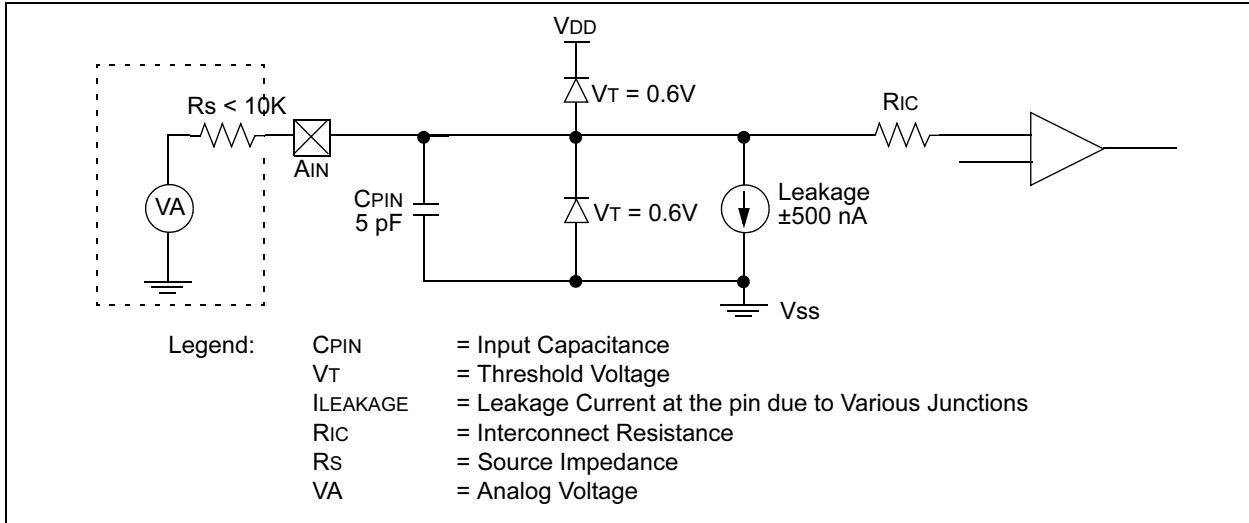 VDD
Rs < 10K
VT = 0.6V
RIC
AIN
VA
CPIN
5 pF
VT = 0.6V
Leakage
±500 nA
Vss
Legend:
CPIN = Input Capacitance
VT = Threshold Voltage
ILEAKAGE = Leakage Current at the pin due to Various Junctions
RIC = Interconnect Resistance
RS = Source Impedance
VA = Analog Voltage